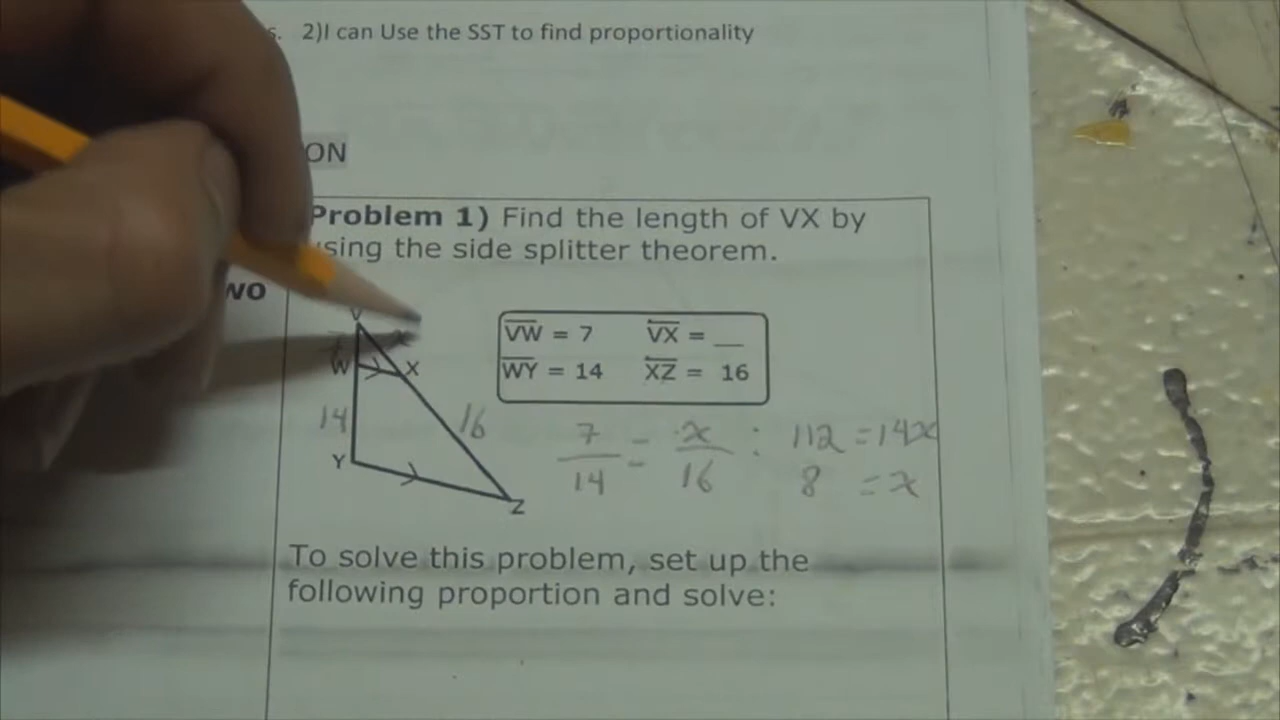 s. 2)I can Use the SST to find proportionality
ON
Problem 1) Find the length of VX by
using the side splitter theorem.
wo
V
VW = 7 VX = __
WY = 14 XZ = 16
W X
14 16
7/14 = x/16 : 112 = 14x
8 = x
Y
Z
To solve this problem, set up the
following proportion and solve: